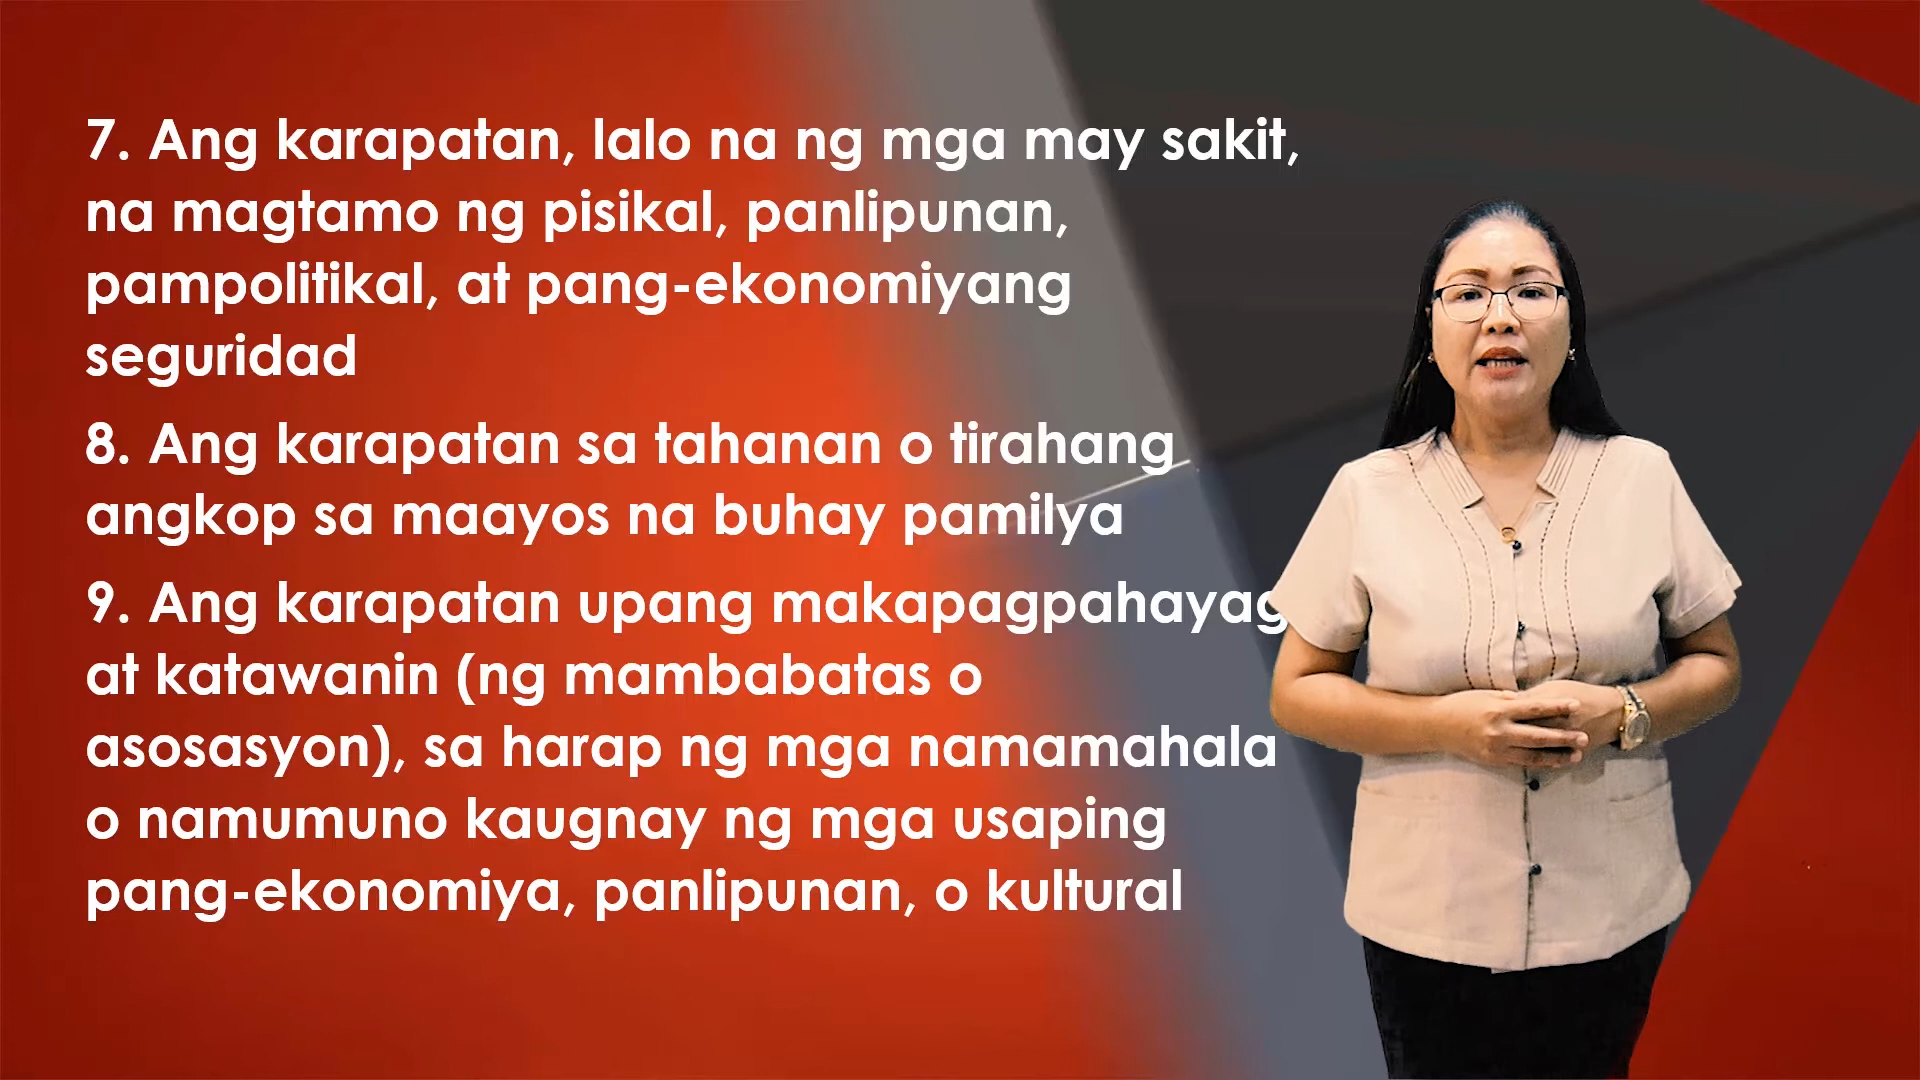 7. Ang karapatan, lalo na ng mga may sakit,
na magtamo ng pisikal, panlipunan,
pampolitikal, at pang-ekonomiyang
seguridad
8. Ang karapatan sa tahanan o tirahang
angkop sa maayos na buhay pamilya
9. Ang karapatan upang makapagpahayag
at katawanin (ng mambabatas o
asosasyon), sa harap ng mga namamahala
o namumuno kaugnay ng mga usaping
pang-ekonomiya, panlipunan, o kultural